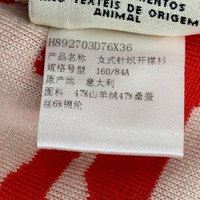 TEXTEIS DE ORIGEM
ANIMAL
H892703D76X36
产品名称 女式针织开襟衫
规格号型 160/84A
原产地 意大利
面料 47%山羊绒47%桑蚕
丝6%锦纶